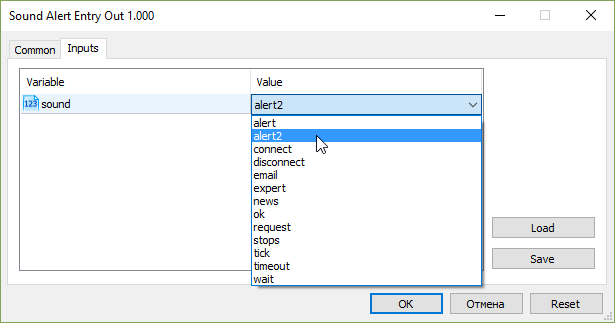 Sound Alert Entry Out 1.000
Common Inputs
Variable Value
123 sound alert2
alert
alert2
connect
disconnect
email
expert
news
ok
request
stops
tick
timeout
wait
Load
Save
OK Отмена Reset